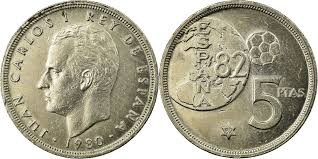 JUAN CARLOS I REY DE ESPAÑA
1980
ESPAÑA
82
5
PTAS